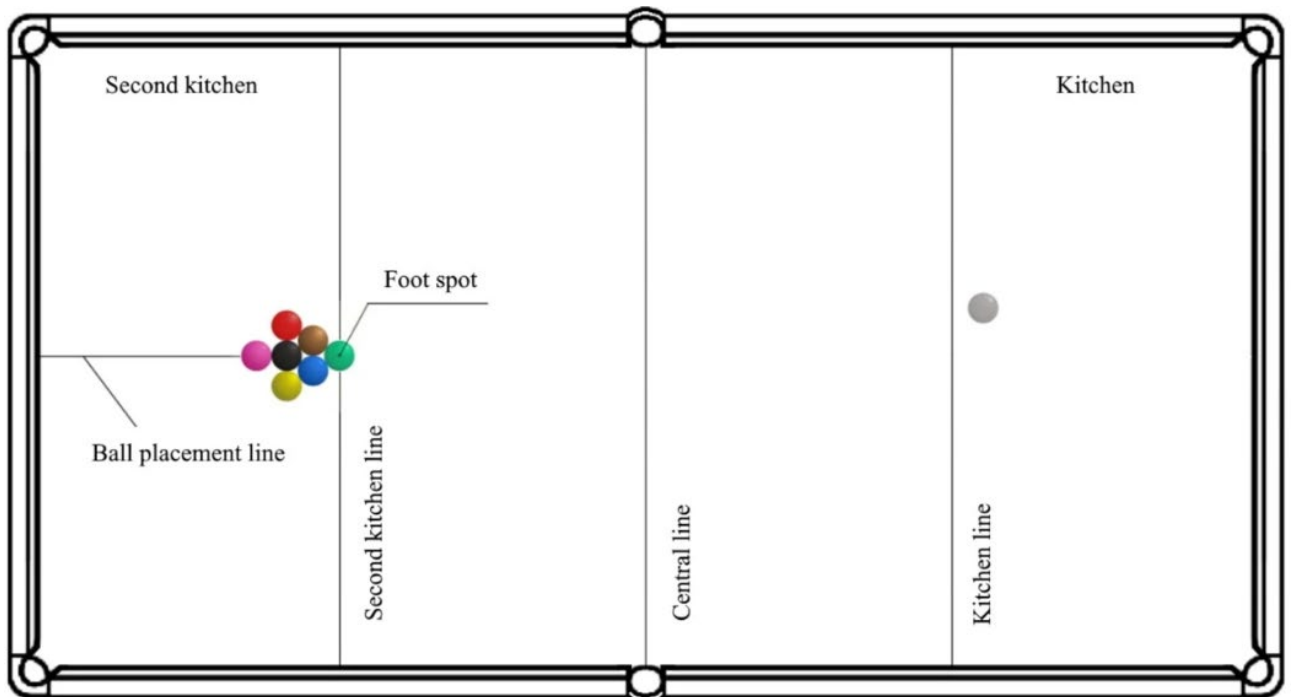 Second kitchen
Kitchen
Foot spot
Ball placement line
Second kitchen line
Central line
Kitchen line